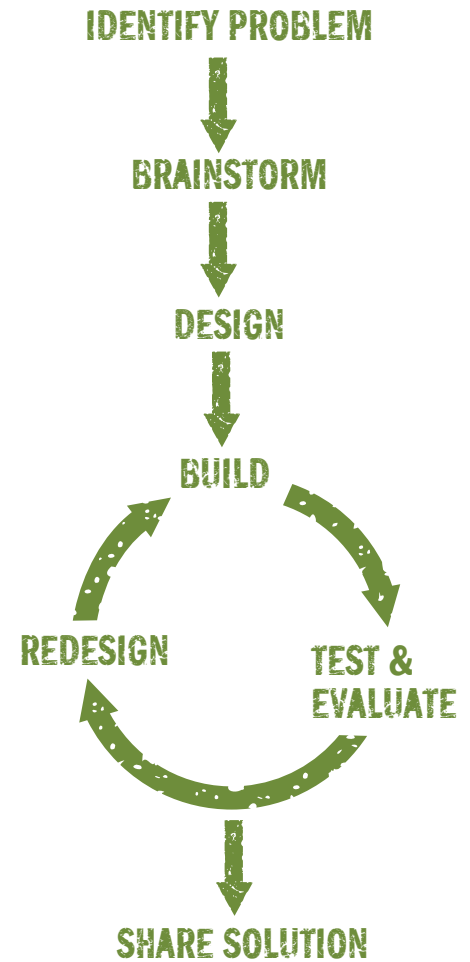 IDENTIFY PROBLEM
BRAINSTORM
DESIGN
BUILD
REDESIGN
TEST &
EVALUATE
SHARE SOLUTION